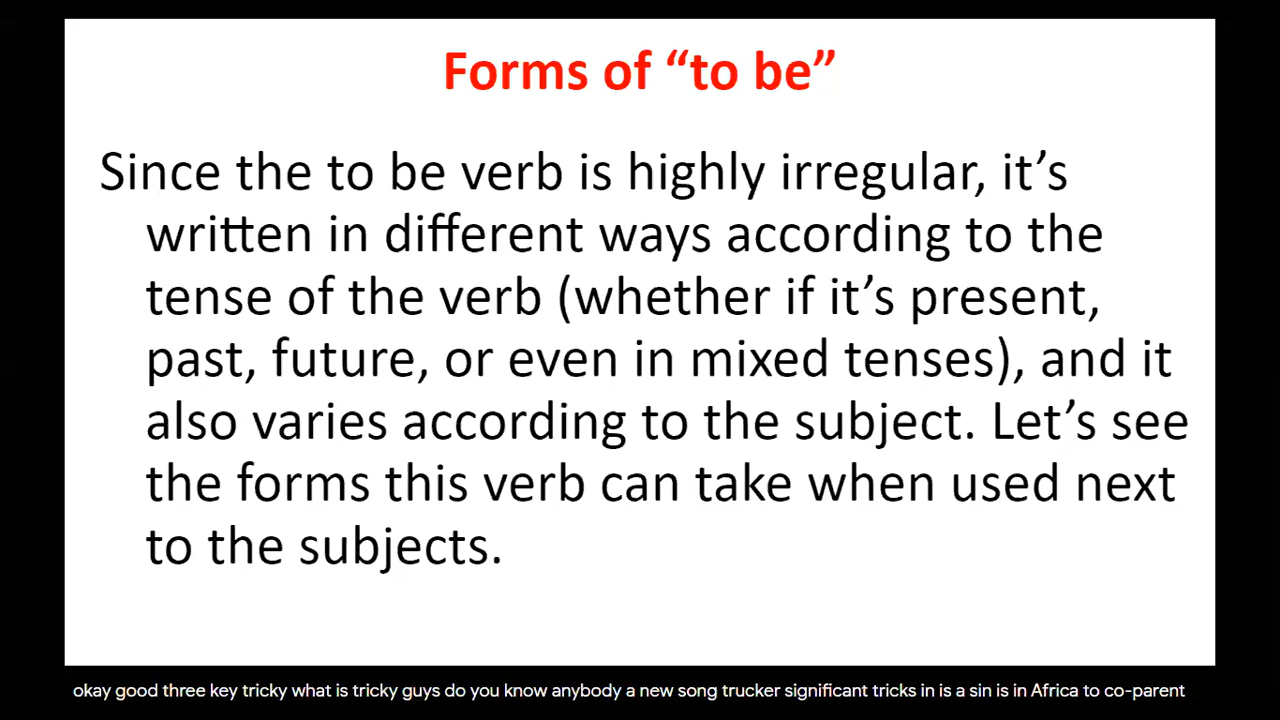 Forms of “to be”
Since the to be verb is highly irregular, it’s
written in different ways according to the
tense of the verb (whether if it’s present,
past, future, or even in mixed tenses), and it
also varies according to the subject. Let’s see
the forms this verb can take when used next
to the subjects.
okay good three key tricky what is tricky guys do you know anybody a new song trucker significant tricks in is a sin is in Africa to co-parent